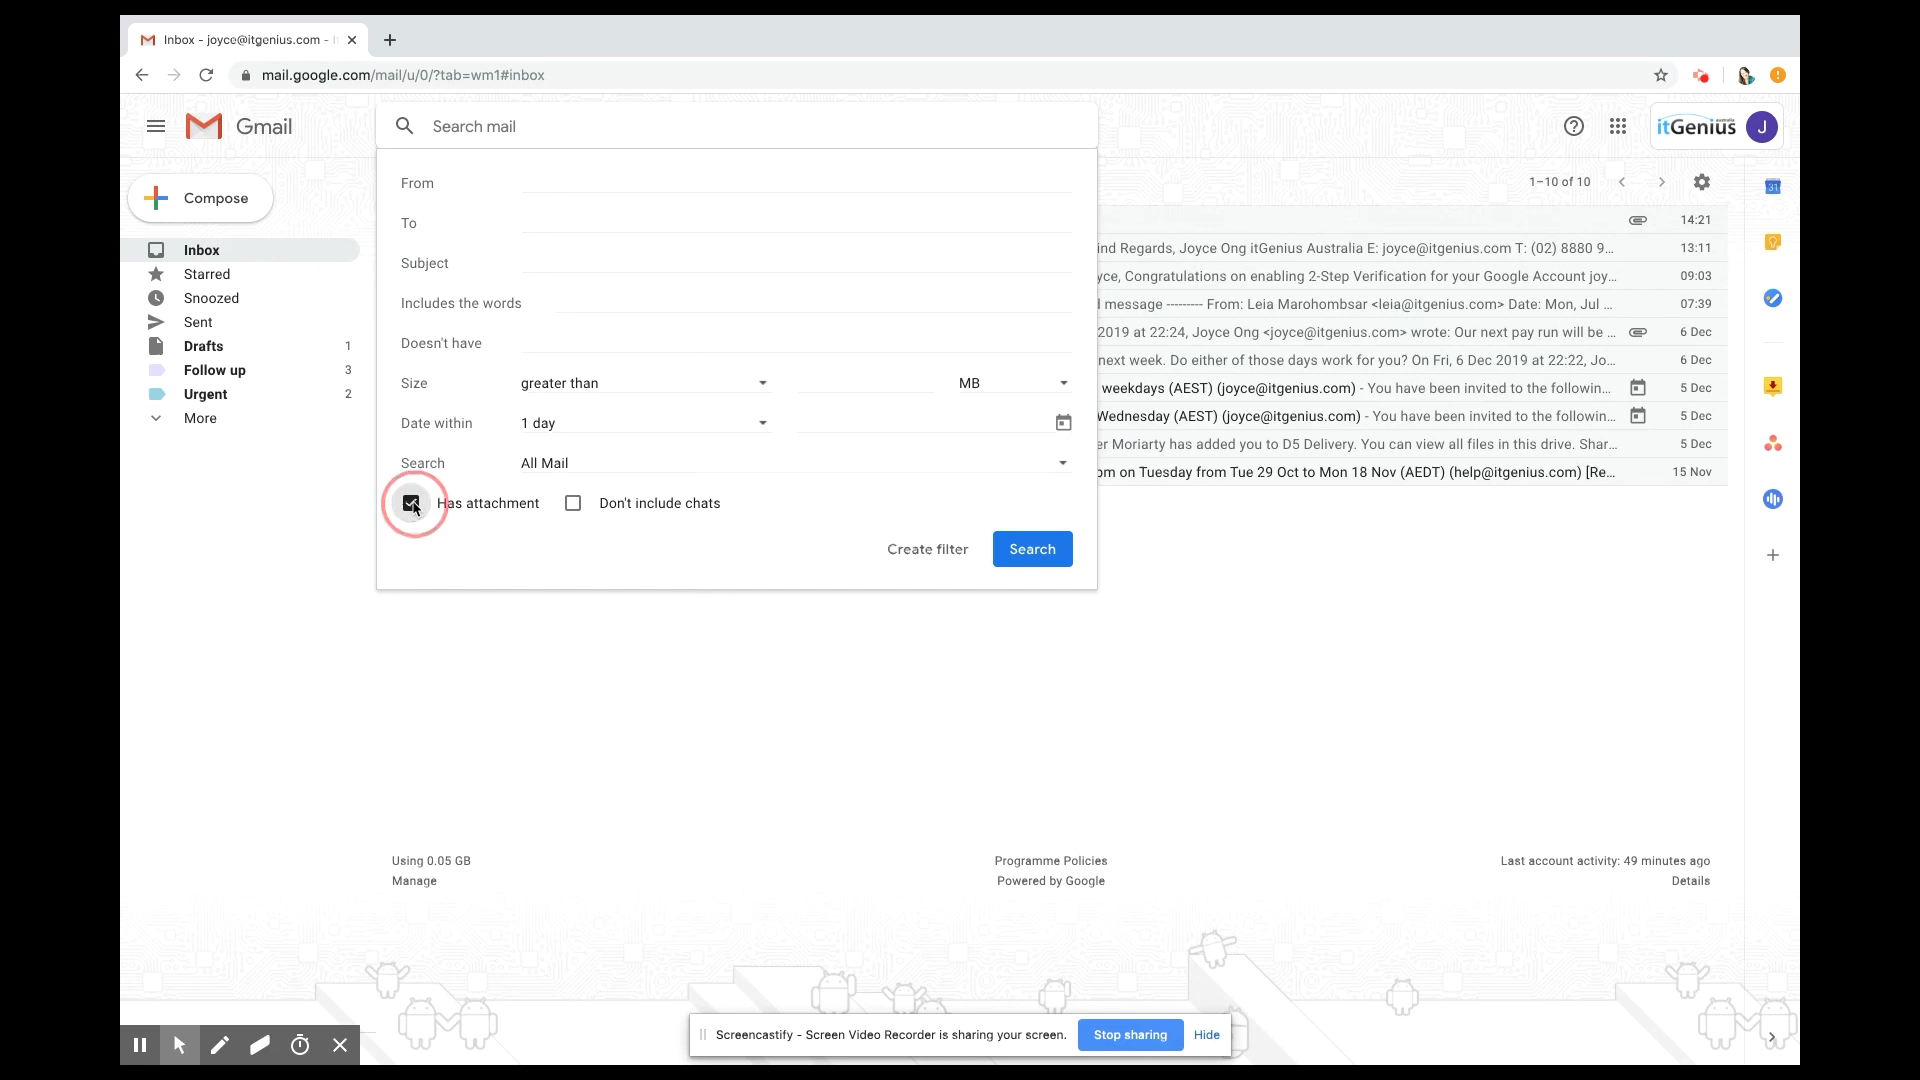 Inbox - joyce@itgenius.com -
mail.google.com/mail/u/0/?tab=wm1#inbox
Gmail
Search mail
itGenius
australia
J
Compose
Inbox
Starred
Snoozed
Sent
Drafts 1
Follow up 3
Urgent 2
More
From
To
Subject
Includes the words
Doesn't have
Size greater than MB
Date within 1 day
Search All Mail
Has attachment Don't include chats
Create filter Search
1–10 of 10
14:21
ind Regards, Joyce Ong itGenius Australia E: joyce@itgenius.com T: (02) 8880 9... 13:11
yce, Congratulations on enabling 2-Step Verification for your Google Account joy... 09:03
message --------- From: Leia Marohombsar <leia@itgenius.com> Date: Mon, Jul ... 07:39
2019 at 22:24, Joyce Ong <joyce@itgenius.com> wrote: Our next pay run will be ... 6 Dec
next week. Do either of those days work for you? On Fri, 6 Dec 2019 at 22:22, Jo... 6 Dec
weekdays (AEST) (joyce@itgenius.com) - You have been invited to the followin... 5 Dec
Wednesday (AEST) (joyce@itgenius.com) - You have been invited to the followin... 5 Dec
er Moriarty has added you to D5 Delivery. You can view all files in this drive. Shar... 5 Dec
om on Tuesday from Tue 29 Oct to Mon 18 Nov (AEDT) (help@itgenius.com) [Re... 15 Nov
31
Using 0.05 GB
Manage
Programme Policies
Powered by Google
Last account activity: 49 minutes ago
Details
Screencastify - Screen Video Recorder is sharing your screen. Stop sharing Hide